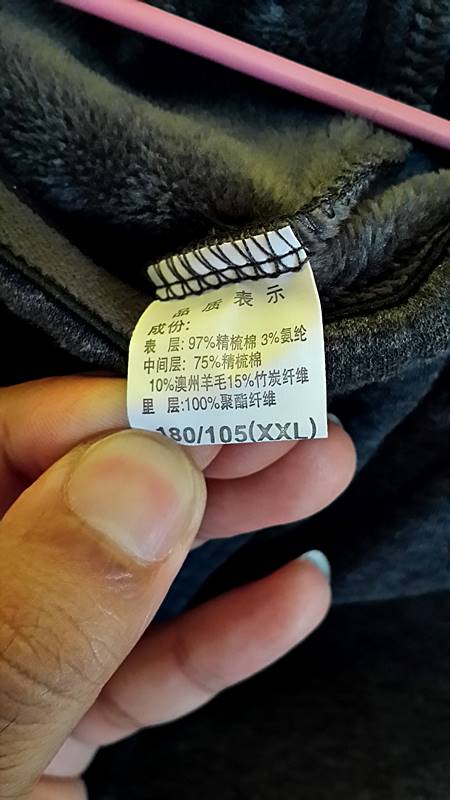 品质表示
成份:
表 层: 97%精梳棉 3%氨纶
中间层: 75%精梳棉
10%澳州羊毛15%竹炭纤维
里 层:100%聚酯纤维
180/105(XXL)